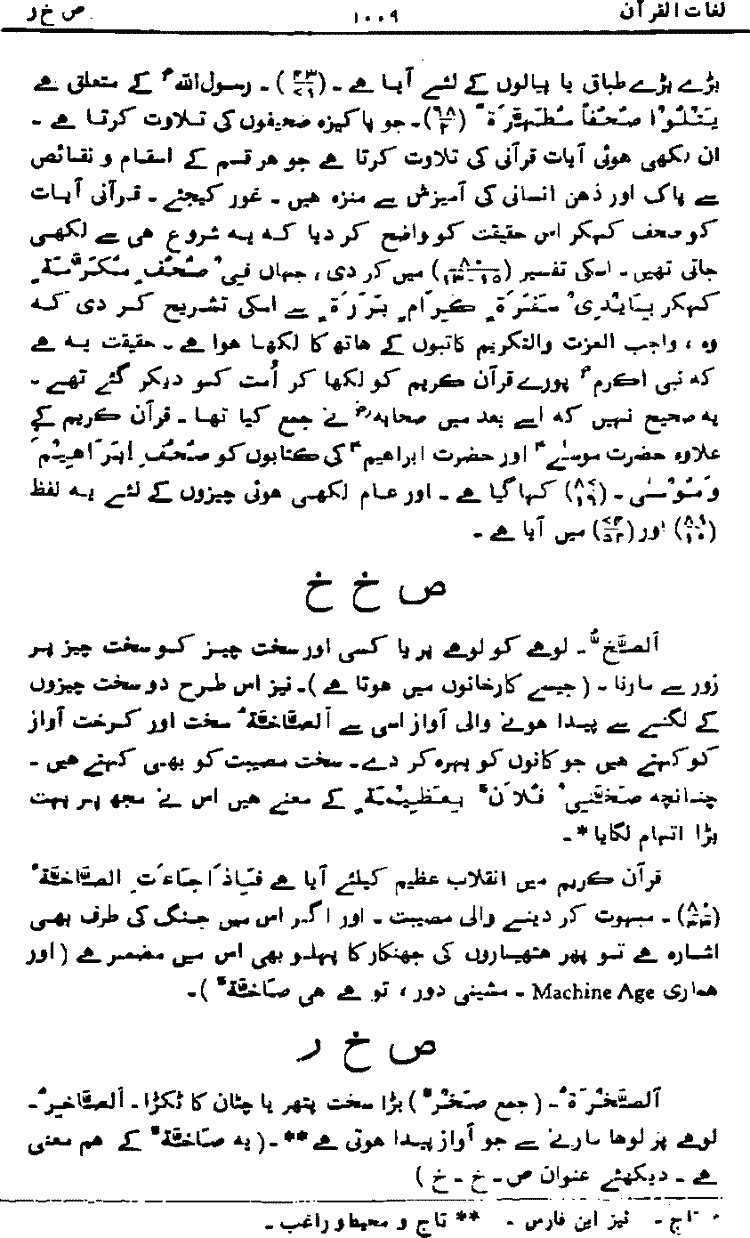 لغات القرآن ۱۰۰۹ ص خ ر
بڑے بڑے طباق یا پیالوں کے لئے آیا ہے ۔ (۴۳/۷۱) ۔ رسول اللہؐ کے متعلق ہے
يَتْلُوْا صُحُفاً مُّطَهَّرَةً (۹۸/۲) ۔ جو پاکیزہ صحیفوں کی تلاوت کرتا ہے ۔
ان لکھی ہوئی آیات قرآنی کی تلاوت کرتا ہے جو ہر قسم کے اسقام و نقائص
سے پاک اور ذہن انسانی کی آمیزش سے منزہ ہیں ۔ غور کیجئے ۔ قرآنی آیات
کو صحف کہکر اس حقیقت کو واضح کر دیا کہ یہ شروع ہی سے لکھی
جاتی تھیں ۔ اسکی تفسیر (۸۰/۱۳-۱۵) میں کر دی ، جہاں فِيْ صُحُفٍ مُّكَرَّمَةٍ
کہکر بِاَيْدِيْ سَفَرَةٍ كِرَامٍ بَرَرَةٍ سے اسکی تشریح کر دی کہ
وہ ، واجب العزت والتکریم کاتبوں کے ہاتھ کا لکھا ہوا ہے ۔ حقیقت یہ ہے
کہ نبی اکرمؐ پورے قرآن کریم کو لکھا کر اُمت کو دیکر گئے تھے ۔
یہ صحیح نہیں کہ اسے بعد میں صحابہؓ نے جمع کیا تھا ۔ قرآن کریم کے
علاوہ حضرت موسیٰؑ اور حضرت ابراھیمؑ کی کتابوں کو صُحُفِ اِبْرَاهِيْمَ
وَ مُوْسٰى ۔ (۸۷/۱۹) کہا گیا ہے ۔ اور عام لکھی ہوئی چیزوں کے لئے یہ لفظ
(۸۱/۱۰) اور (۷۴/۵۲) میں آیا ہے ۔
ص خ خ
اَلصَّخُّ ۔ لوہے کو لوہے پر یا کسی اور سخت چیز کو سخت چیز پر
زور سے مارنا ۔ ( جیسے کارخانوں میں ہوتا ہے ) ۔ نیز اس طرح دو سخت چیزوں
کے لگنے سے پیدا ہونے والی آواز اسی سے اَلصَّاخَّةُ سخت اور کرخت آواز
کو کہتے ہیں جو کانوں کو بہرہ کر دے ۔ سخت مصیبت کو بھی کہتے ہیں ۔
چنانچہ صَخَّنِيْ فُلَانٌ بِعَظِيْمَةٍ کے معنے ہیں اس نے مجھ پر بہت
بڑا اتہام لگایا * ۔
قرآن کریم میں انقلاب عظیم کیلئے آیا ہے فَاِذَا جَاءَتِ الصَّاخَّةُ
(۸۰/۳۳) ۔ مبہوت کر دینے والی مصیبت ۔ اور اگر اس میں جنگ کی طرف بھی
اشارہ ہے تو پھر ہتھیاروں کی جھنکار کا پہلو بھی اس میں مضمر ہے ( اور
ہماری Machine Age ۔ مشینی دور ، تو ہے ہی صَاخَّةٌ ) ۔
ص خ ر
اَلصَّخْرَةُ ۔ ( جمع صَخْرٌ ) بڑا سخت پتھر یا چٹان کا ٹکڑا ۔ اَلصَّاخِرُ ۔
لوہے پر لوہا مارنے سے جو آواز پیدا ہوتی ہے ** ۔ ( یہ صَاخَّةٌ کے ہم معنی
ہے ۔ دیکھئے عنوان ص ۔ خ ۔ خ )
* تاج ۔ نیز ابن فارس ۔ ** تاج و محیط و راغب ۔